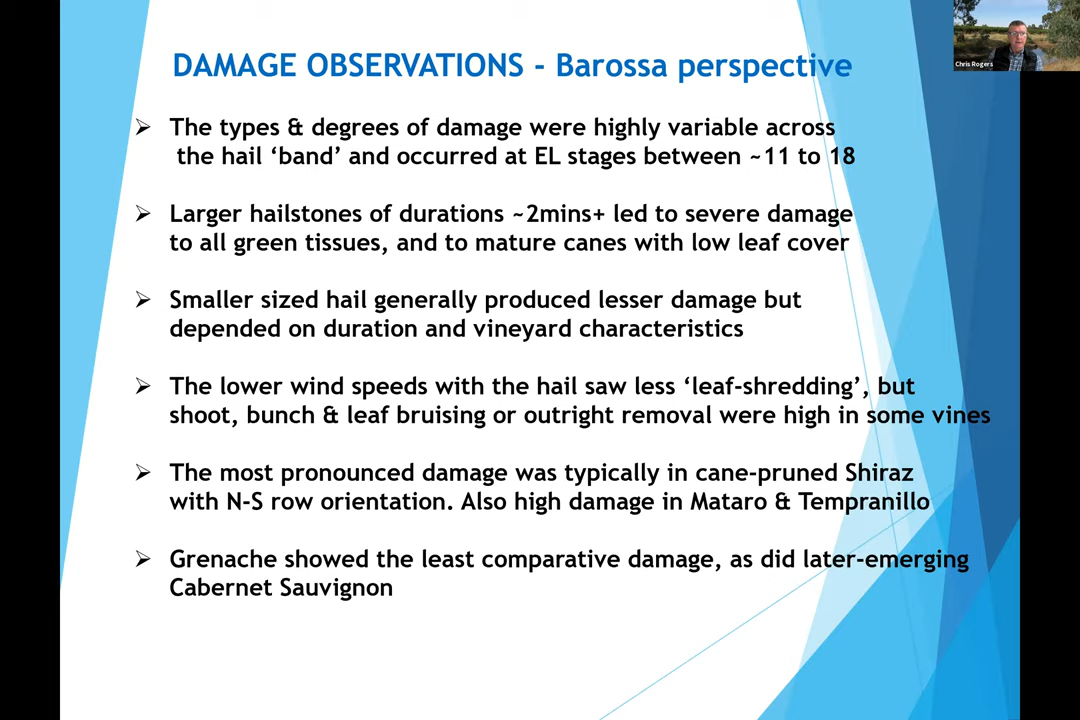 DAMAGE OBSERVATIONS - Barossa perspective
Chris Rogers
➢ The types & degrees of damage were highly variable across
the hail ‘band’ and occurred at EL stages between ~11 to 18
➢ Larger hailstones of durations ~2mins+ led to severe damage
to all green tissues, and to mature canes with low leaf cover
➢ Smaller sized hail generally produced lesser damage but
depended on duration and vineyard characteristics
➢ The lower wind speeds with the hail saw less ‘leaf-shredding’, but
shoot, bunch & leaf bruising or outright removal were high in some vines
➢ The most pronounced damage was typically in cane-pruned Shiraz
with N-S row orientation. Also high damage in Mataro & Tempranillo
➢ Grenache showed the least comparative damage, as did later-emerging
Cabernet Sauvignon